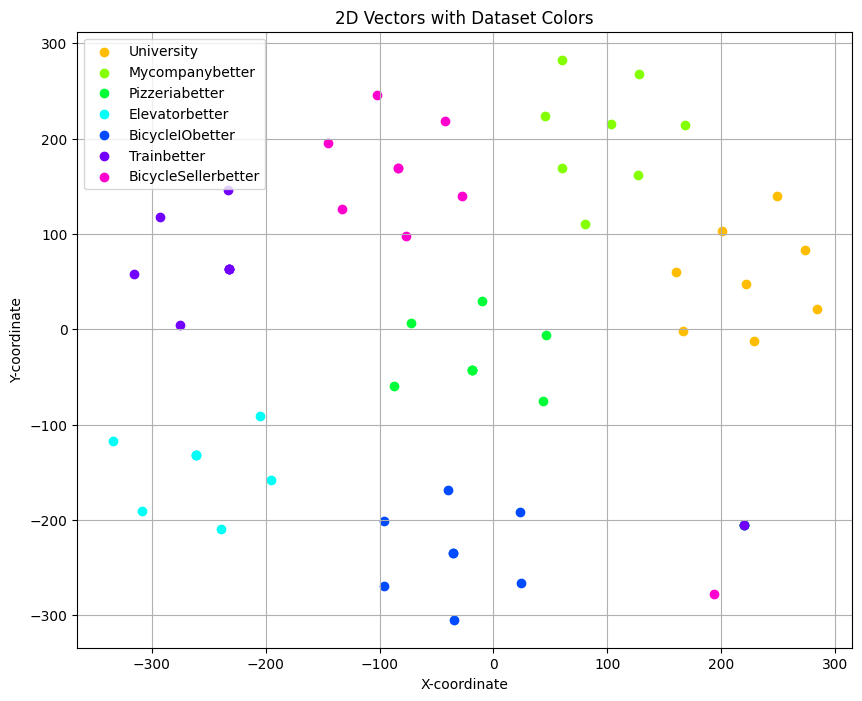 2D Vectors with Dataset Colors
University
Mycompanybetter
Pizzeriabetter
Elevatorbetter
BicycleIObetter
Trainbetter
BicycleSellerbetter
Y-coordinate
300
200
100
0
−100
−200
−300
−300 −200 −100 0 100 200 300
X-coordinate